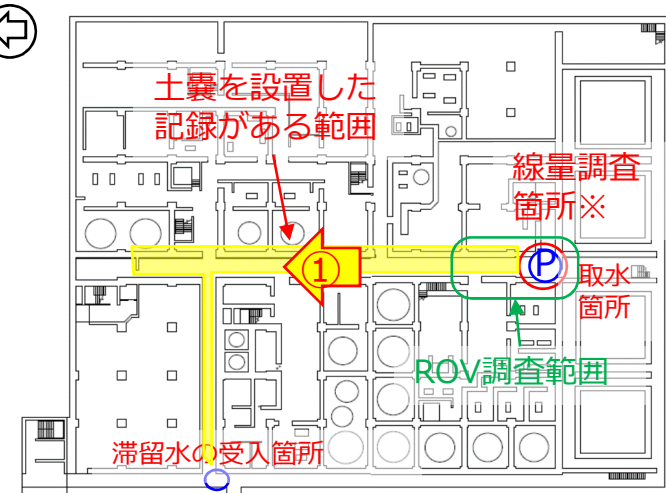 土嚢を設置した
記録がある範囲
線量調査
箇所※
①
P
取水
箇所
ROV調査範囲
滞留水の受入箇所